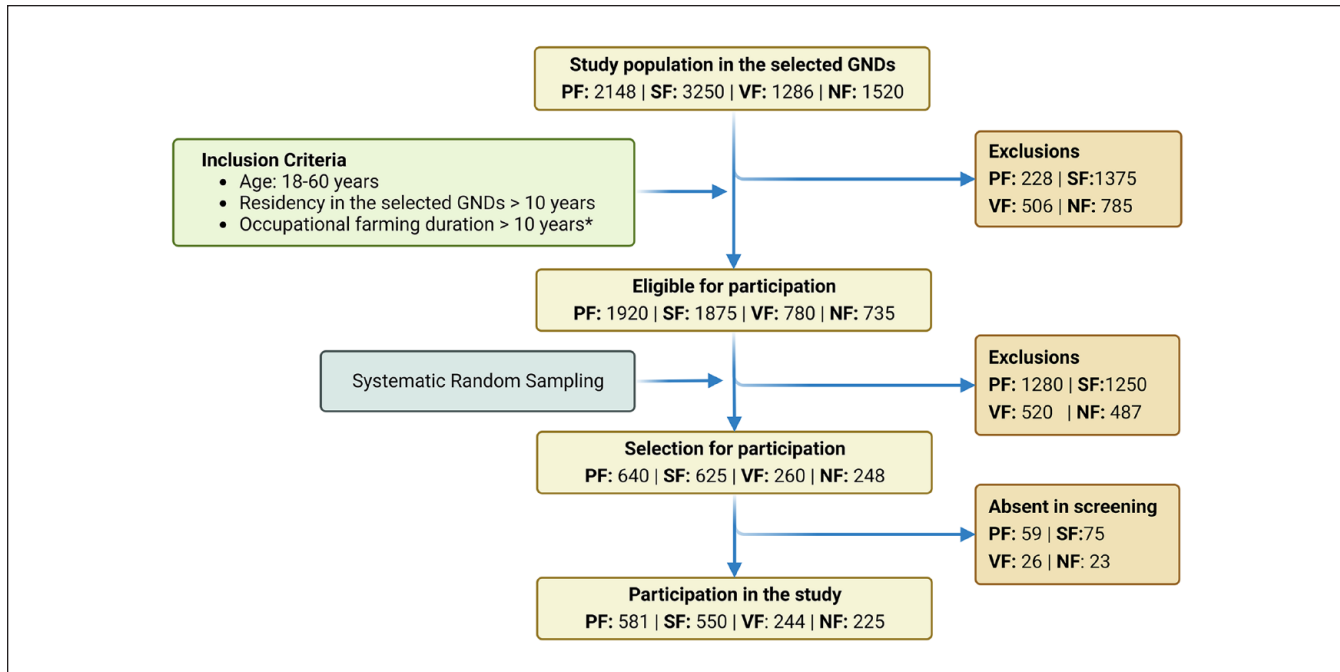 Study population in the selected GNDs
PF: 2148 | SF: 3250 | VF: 1286 | NF: 1520
Inclusion Criteria
• Age: 18-60 years
• Residency in the selected GNDs > 10 years
• Occupational farming duration > 10 years*
Exclusions
PF: 228 | SF:1375
VF: 506 | NF: 785
Eligible for participation
PF: 1920 | SF: 1875 | VF: 780 | NF: 735
Systematic Random Sampling
Exclusions
PF: 1280 | SF:1250
VF: 520 | NF: 487
Selection for participation
PF: 640 | SF: 625 | VF: 260 | NF: 248
Absent in screening
PF: 59 | SF:75
VF: 26 | NF: 23
Participation in the study
PF: 581 | SF: 550 | VF: 244 | NF: 225